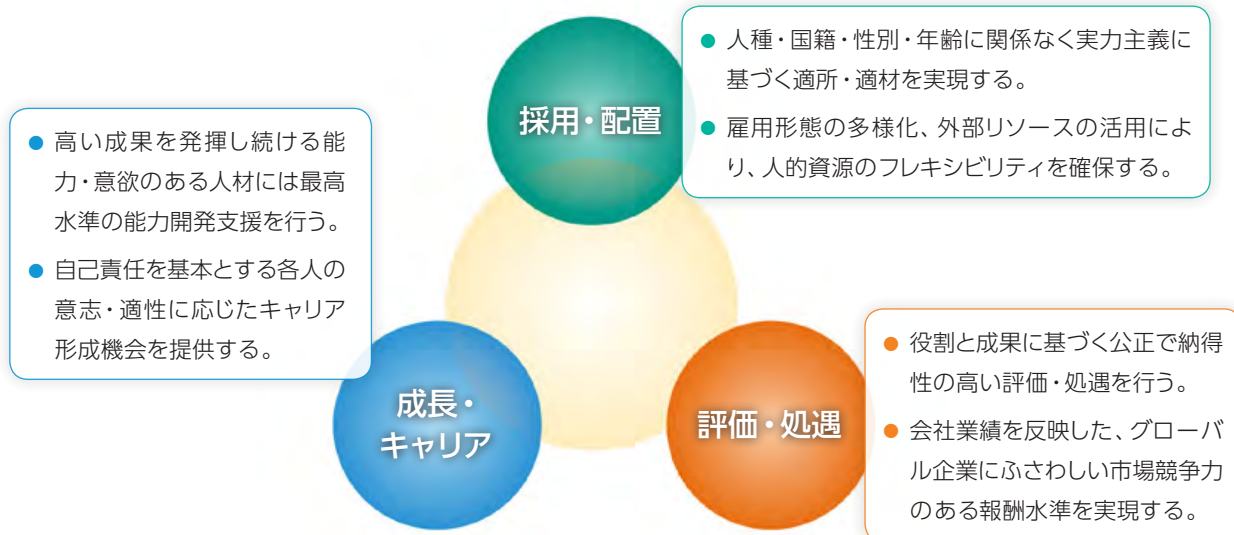 採用・配置
● 人種・国籍・性別・年齢に関係なく実力主義に
基づく適所・適材を実現する。
● 雇用形態の多様化、外部リソースの活用によ
り、人的資源のフレキシビリティを確保する。
● 高い成果を発揮し続ける能
力・意欲のある人材には最高
水準の能力開発支援を行う。
● 自己責任を基本とする各人の
意志・適性に応じたキャリア
形成機会を提供する。
成長・
キャリア
評価・処遇
● 役割と成果に基づく公正で納得
性の高い評価・処遇を行う。
● 会社業績を反映した、グローバ
ル企業にふさわしい市場競争力
のある報酬水準を実現する。